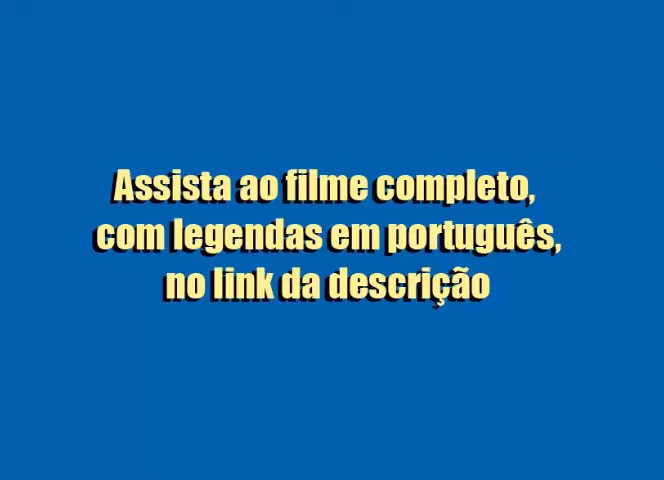 Assista ao filme completo,
com legendas em português,
no link da descrição